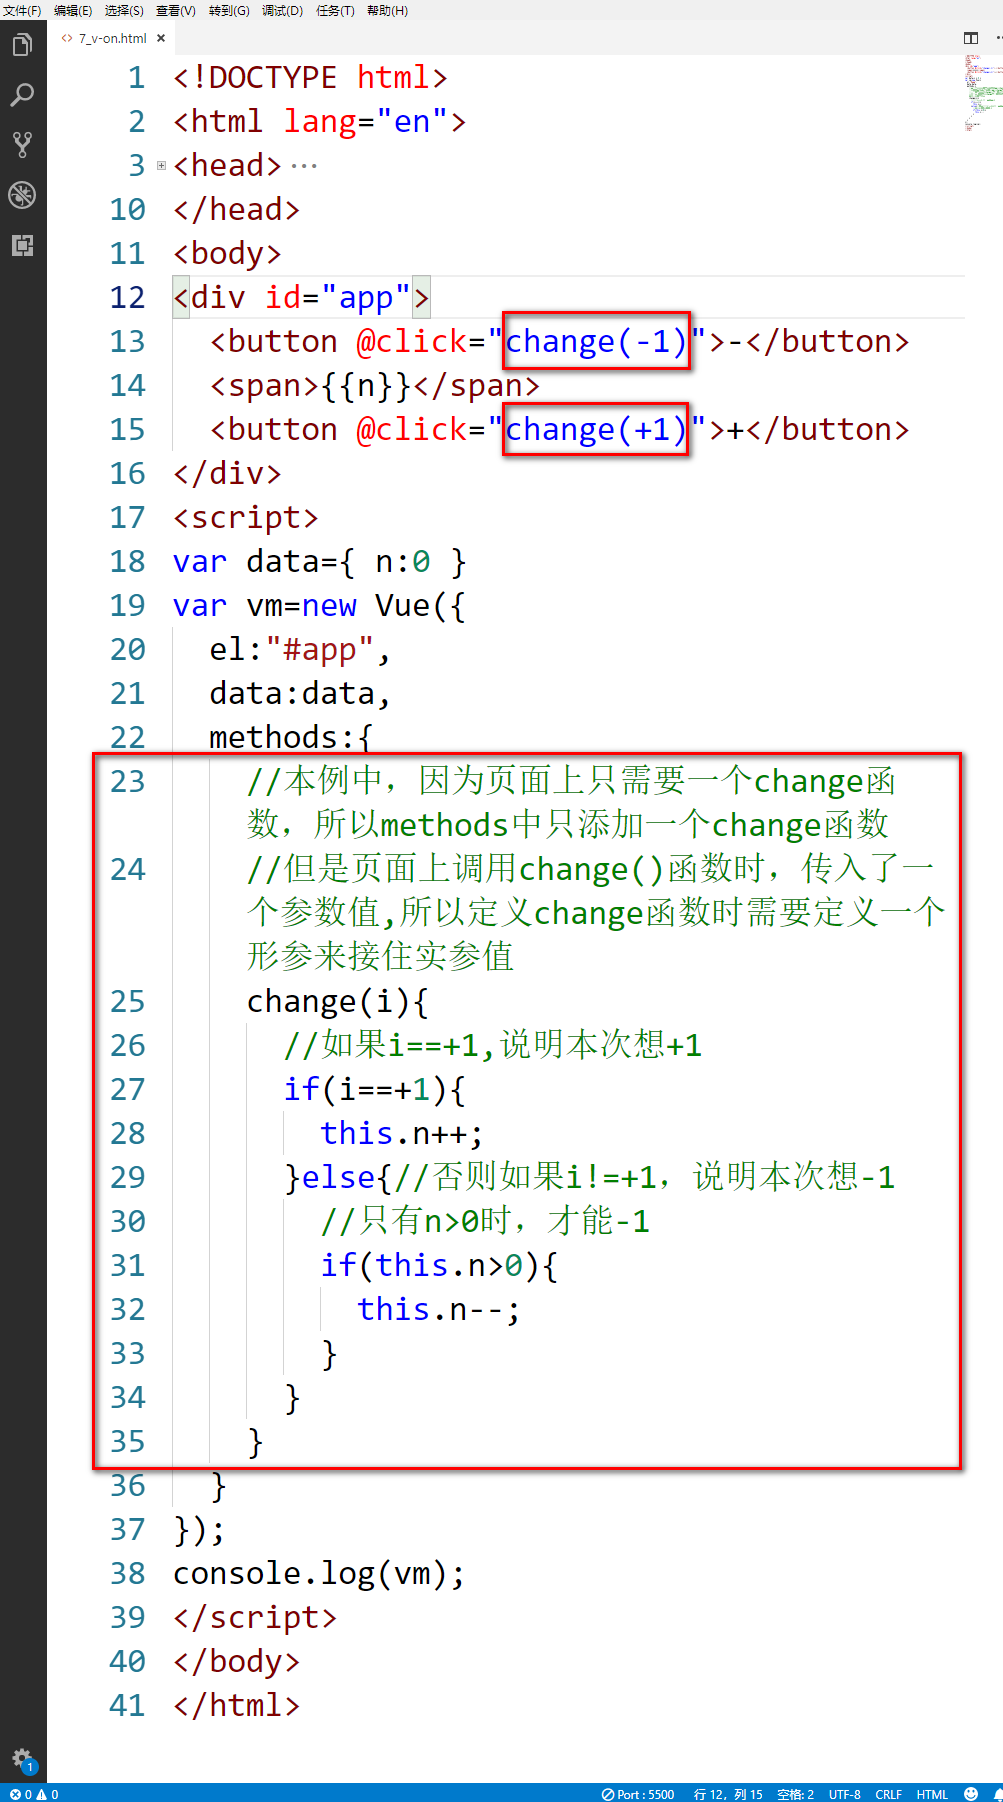 文件(F) 编辑(E) 选择(S) 查看(V) 转到(G) 调试(D) 任务(T) 帮助(H)
<> 7_v-on.html ×
1 <!DOCTYPE html>
2 <html lang="en">
3 <head>···
10 </head>
11 <body>
12 <div id="app">
13 <button @click="change(-1)">-</button>
14 <span>{{n}}</span>
15 <button @click="change(+1)">+</button>
16 </div>
17 <script>
18 var data={ n:0 }
19 var vm=new Vue({
20 el:"#app",
21 data:data,
22 methods:{
23 //本例中，因为页面上只需要一个change函
数，所以methods中只添加一个change函数
24 //但是页面上调用change()函数时，传入了一
个参数值,所以定义change函数时需要定义一个
形参来接住实参值
25 change(i){
26 //如果i==+1,说明本次想+1
27 if(i==+1){
28 this.n++;
29 }else{//否则如果i!=+1，说明本次想-1
30 //只有n>0时，才能-1
31 if(this.n>0){
32 this.n--;
33 }
34 }
35 }
36 }
37 });
38 console.log(vm);
39 </script>
40 </body>
41 </html>
1
0 0 Port : 5500 行 12，列 15 空格: 2 UTF-8 CRLF HTML